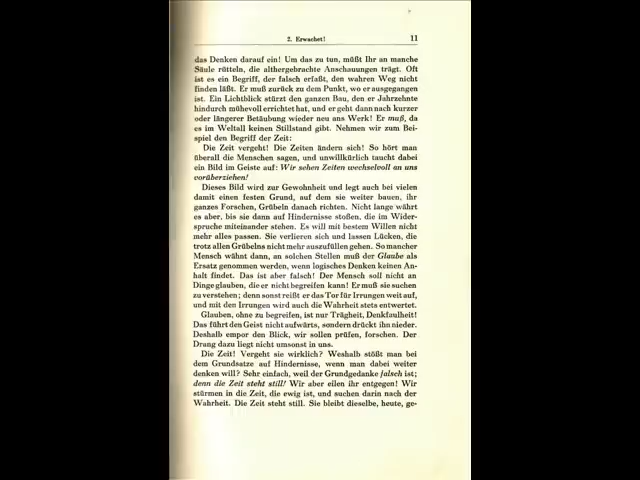 2. Erwachet! 11
das Denken darauf ein! Um das zu tun, müßt Ihr an manche
Säule rütteln, die althergebrachte Anschauungen trägt. Oft
ist es ein Begriff, der falsch erfaßt, den wahren Weg nicht
finden läßt. Er muß zurück zu dem Punkt, wo er ausgegangen
ist. Ein Lichtblick stürzt den ganzen Bau, den er Jahrzehnte
hindurch mühevoll errichtet hat, und er geht dann nach kurzer
oder längerer Betäubung wieder neu ans Werk! Er muß, da
es im Weltall keinen Stillstand gibt. Nehmen wir zum Bei-
spiel den Begriff der Zeit:
Die Zeit vergeht! Die Zeiten ändern sich! So hört man
überall die Menschen sagen, und unwillkürlich taucht dabei
ein Bild im Geiste auf: Wir sehen Zeiten wechselvoll an uns
vorüberziehen!
Dieses Bild wird zur Gewohnheit und legt auch bei vielen
damit einen festen Grund, auf dem sie weiter bauen, ihr
ganzes Forschen, Grübeln danach richten. Nicht lange währt
es aber, bis sie dann auf Hindernisse stoßen, die im Wider-
spruche miteinander stehen. Es will mit bestem Willen nicht
mehr alles passen. Sie verlieren sich und lassen Lücken, die
trotz allen Grübelns nicht mehr auszufüllen gehen. So mancher
Mensch wähnt dann, an solchen Stellen muß der Glaube als
Ersatz genommen werden, wenn logisches Denken keinen An-
halt findet. Das ist aber falsch! Der Mensch soll nicht an
Dinge glauben, die er nicht begreifen kann! Er muß sie suchen
zu verstehen; denn sonst reißt er das Tor für Irrungen weit auf,
und mit den Irrungen wird auch die Wahrheit stets entwertet.
Glauben, ohne zu begreifen, ist nur Trägheit, Denkfaulheit!
Das führt den Geist nicht aufwärts, sondern drückt ihn nieder.
Deshalb empor den Blick, wir sollen prüfen, forschen. Der
Drang dazu liegt nicht umsonst in uns.
Die Zeit! Vergeht sie wirklich? Weshalb stößt man bei
dem Grundsatze auf Hindernisse, wenn man dabei weiter
denken will? Sehr einfach, weil der Grundgedanke falsch ist;
denn die Zeit steht still! Wir aber eilen ihr entgegen! Wir
stürmen in die Zeit, die ewig ist, und suchen darin nach der
Wahrheit. Die Zeit steht still. Sie bleibt dieselbe, heute, ge-